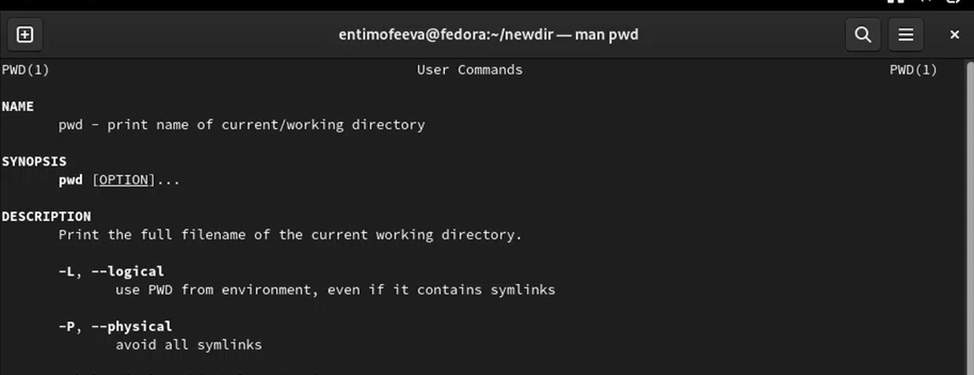 entimofeeva@fedora:~/newdir — man pwd
PWD(1) User Commands PWD(1)
NAME
pwd - print name of current/working directory
SYNOPSIS
pwd [OPTION]...
DESCRIPTION
Print the full filename of the current working directory.
-L, --logical
use PWD from environment, even if it contains symlinks
-P, --physical
avoid all symlinks